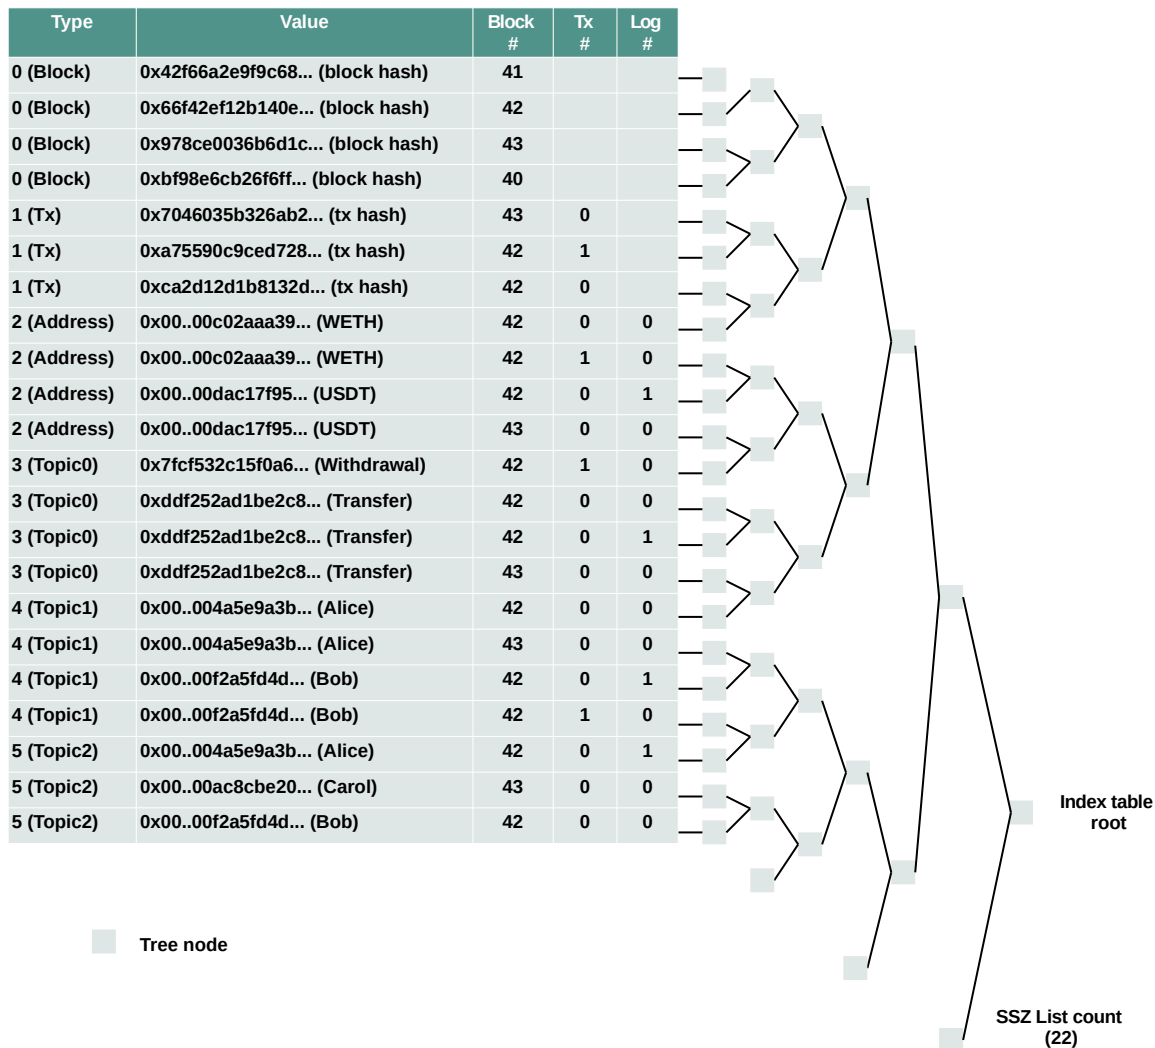 Type Value Block # Tx # Log #
0 (Block) 0x42f66a2e9f9c68... (block hash) 41
0 (Block) 0x66f42ef12b140e... (block hash) 42
0 (Block) 0x978ce0036b6d1c... (block hash) 43
0 (Block) 0xbf98e6cb26f6ff... (block hash) 40
1 (Tx) 0x7046035b326ab2... (tx hash) 43 0
1 (Tx) 0xa75590c9ced728... (tx hash) 42 1
1 (Tx) 0xca2d12d1b8132d... (tx hash) 42 0
2 (Address) 0x00..00c02aaa39... (WETH) 42 0 0
2 (Address) 0x00..00c02aaa39... (WETH) 42 1 0
2 (Address) 0x00..00dac17f95... (USDT) 42 0 1
2 (Address) 0x00..00dac17f95... (USDT) 43 0 0
3 (Topic0) 0x7fcf532c15f0a6... (Withdrawal) 42 1 0
3 (Topic0) 0xddf252ad1be2c8... (Transfer) 42 0 0
3 (Topic0) 0xddf252ad1be2c8... (Transfer) 42 0 1
3 (Topic0) 0xddf252ad1be2c8... (Transfer) 43 0 0
4 (Topic1) 0x00..004a5e9a3b... (Alice) 42 0 0
4 (Topic1) 0x00..004a5e9a3b... (Alice) 43 0 0
4 (Topic1) 0x00..00f2a5fd4d... (Bob) 42 0 1
4 (Topic1) 0x00..00f2a5fd4d... (Bob) 42 1 0
5 (Topic2) 0x00..004a5e9a3b... (Alice) 42 0 1
5 (Topic2) 0x00..00ac8cbe20... (Carol) 43 0 0
5 (Topic2) 0x00..00f2a5fd4d... (Bob) 42 0 0
Index table
root
Tree node
SSZ List count
(22)